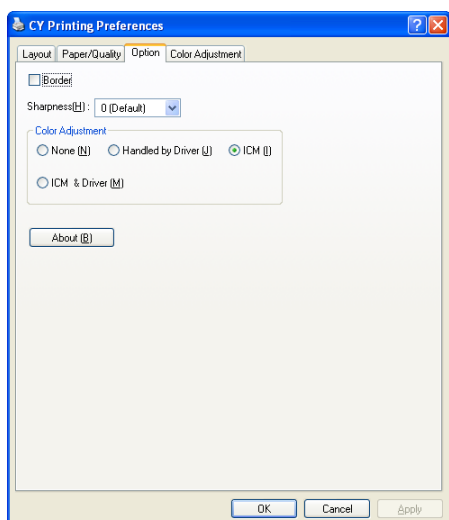 CY Printing Preferences
Layout Paper/Quality Option Color Adjustment
Border
Sharpness(H) : 0 (Default)
Color Adjustment
None (N) Handled by Driver (J) ICM (I)
ICM & Driver (M)
About (B)
OK Cancel Apply